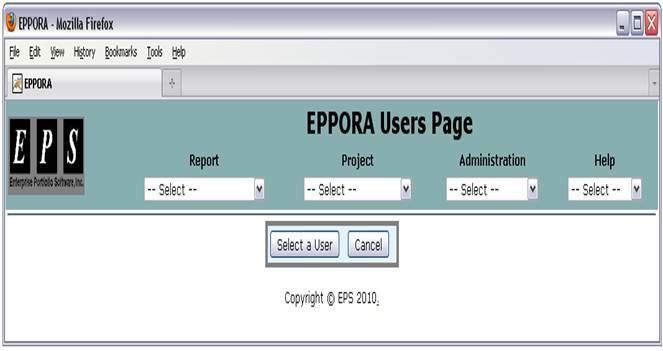 EPPORA - Mozilla Firefox
File Edit View History Bookmarks Tools Help
EPPORA
EPPORA Users Page
E P S
Enterprise Portfolio Software, Inc.
Report Project Administration Help
-- Select -- -- Select -- -- Select -- -- Select --
Select a User Cancel
Copyright © EPS 2010.